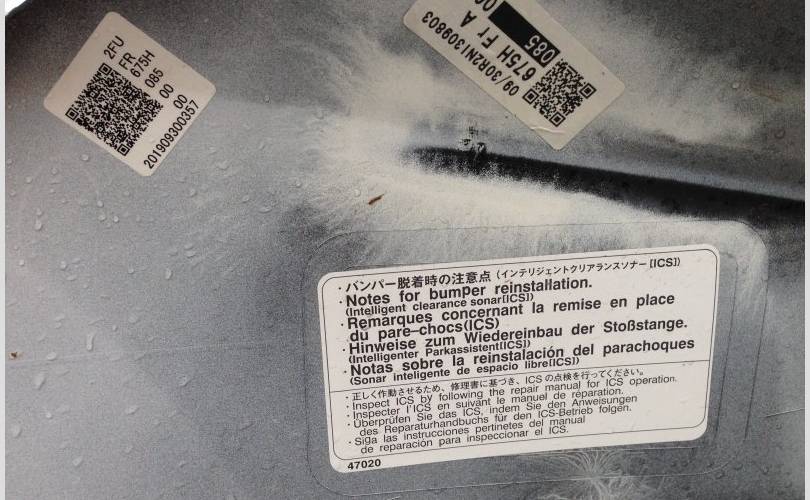 2FU
FR
675H
085
00
00
201909300357
09/30R2N1309803
675H Fr A
085
・バンパー脱着時の注意点（インテリジェントクリアランスソナー[ICS]）
・Notes for bumper reinstallation.
(Intelligent clearance sonar[ICS])
・Remarques concernant la remise en place
du pare-chocs(ICS)
・Hinweise zum Wiedereinbau der Stoßstange.
(Intelligenter Parkassistent[ICS])
・Notas sobre la reinstalación del parachoques
(Sonar inteligente de espacio libre[ICS])
・正しく作動させるため、修理書に基づき、ICSの点検を行ってください。
・Inspect ICS by following the repair manual for ICS operation.
・Inspecter l'ICS en suivant le manuel de réparation.
・Überprüfen Sie das ICS, indem Sie den Anweisungen
des Reparaturhandbuchs für den ICS-Betrieb folgen.
・Siga las instrucciones pertinetes del manual
de reparación para inspeccionar el ICS.
47020